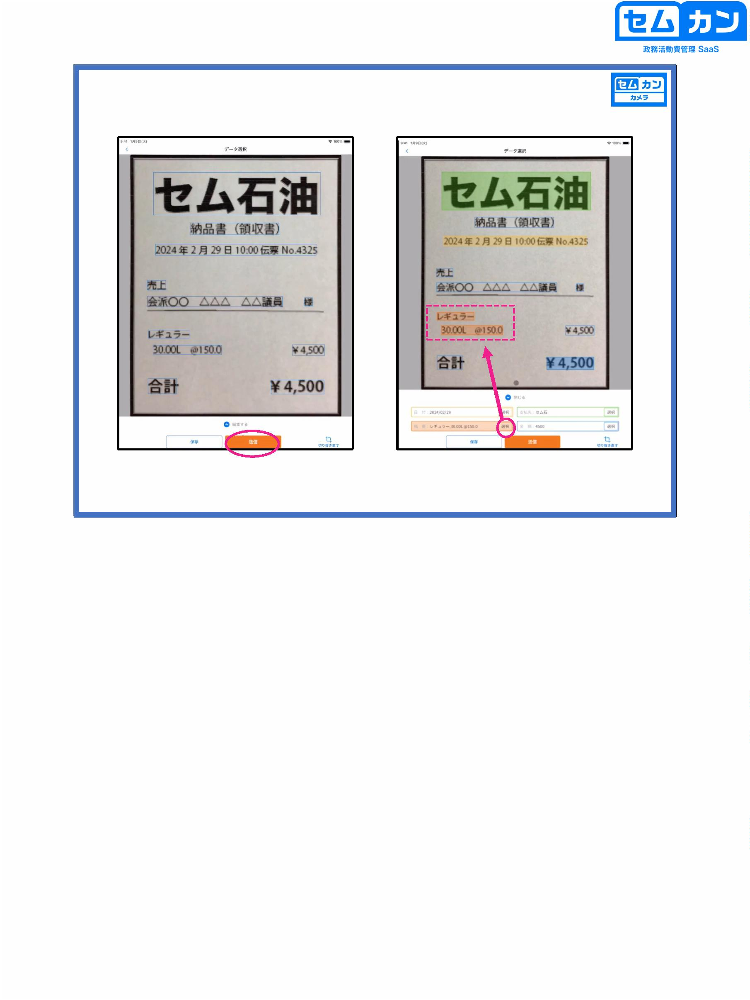 セムカン
政務活動費管理 SaaS
セムカン
カメラ
9:41 1月9日(火) 100%
データ選択
セム石油
納品書（領収書）
2024年2月29日10:00伝票 No.4325
売上
会派〇〇 △△△ △△議員 様
レギュラー
30.00L @150.0 ¥4,500
合計 ¥4,500
編集する
保存 送信 切り抜き直す
9:41 1月9日(火) 100%
データ選択
セム石油
納品書（領収書）
2024年2月29日10:00伝票 No.4325
売上
会派〇〇 △△△ △△議員 様
レギュラー
30.00L @150.0 ¥4,500
合計 ¥4,500
閉じる
日 付：2024/02/29 選択 支払先：セム石 選択
摘 要：レギュラー,30.00L @150.0 選択 金 額：4500 選択
保存 送信 切り抜き直す